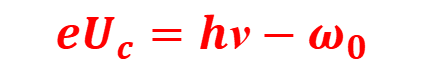 eU_c = hν − ω_0